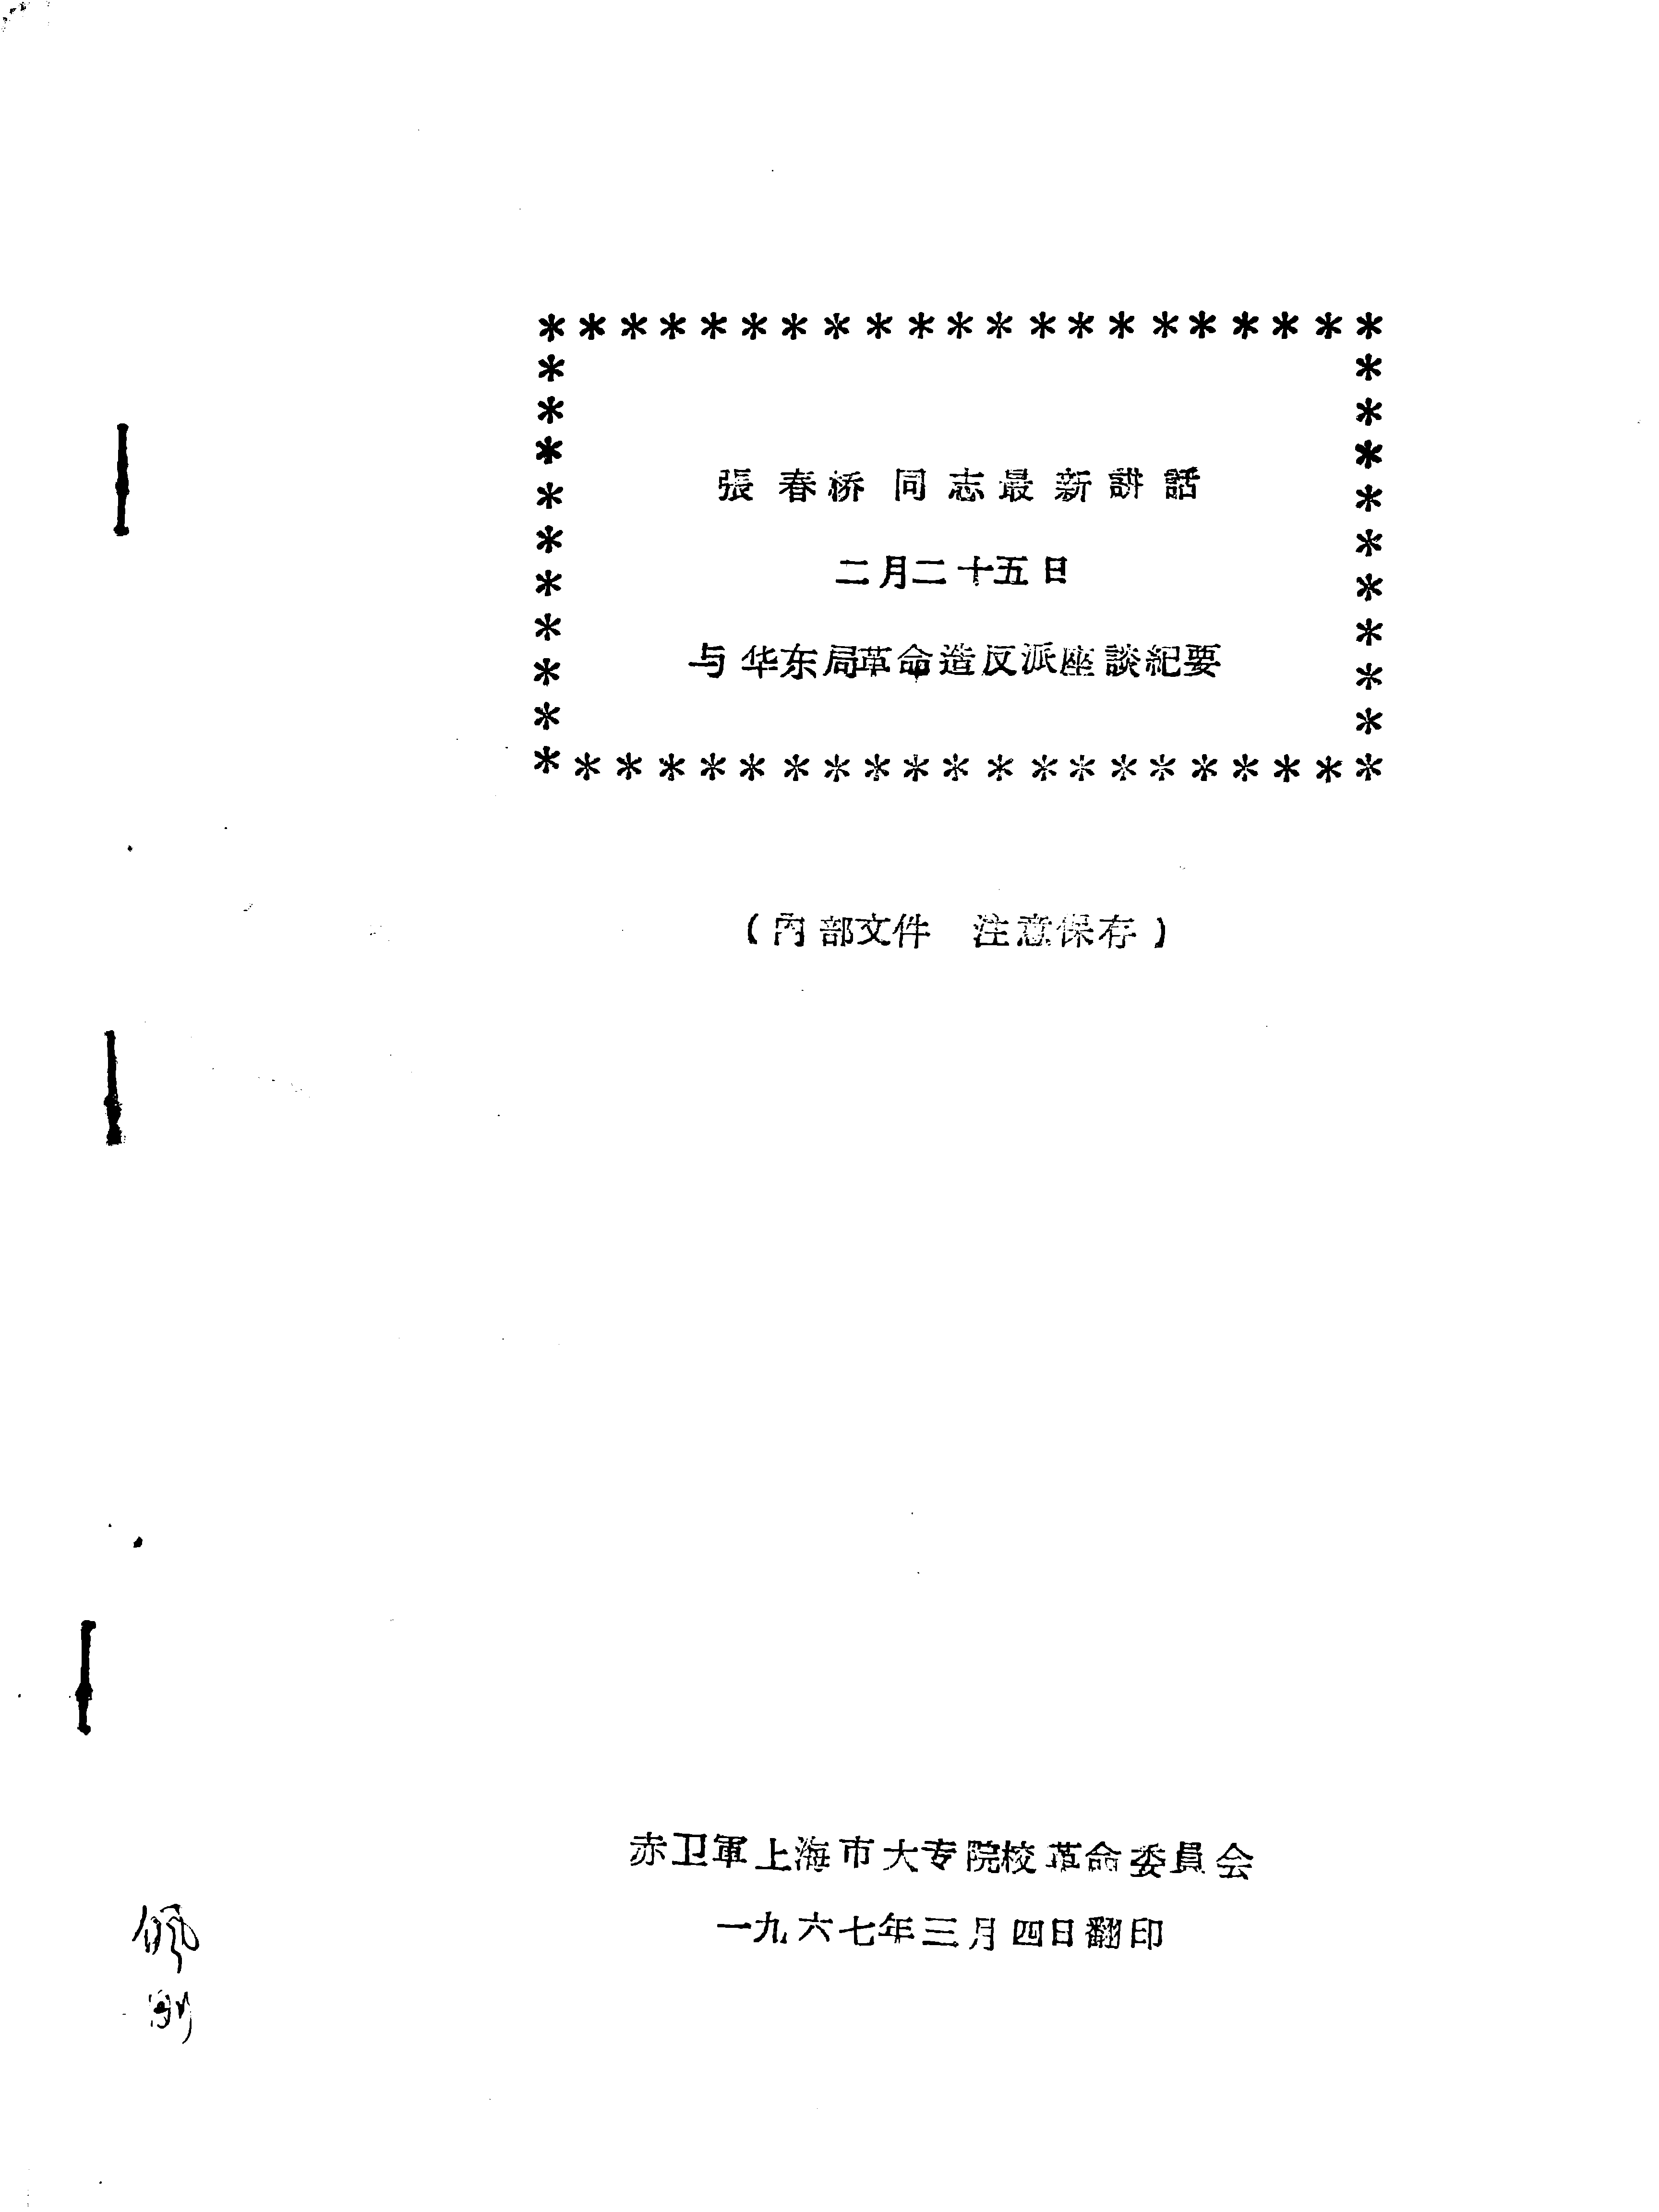 張春桥同志最新講話
二月二十五日
与华东局革命造反派座談紀要
(内部文件 注意保存)
赤卫軍上海市大专院校革命委員会
一九六七年三月四日翻印
佩